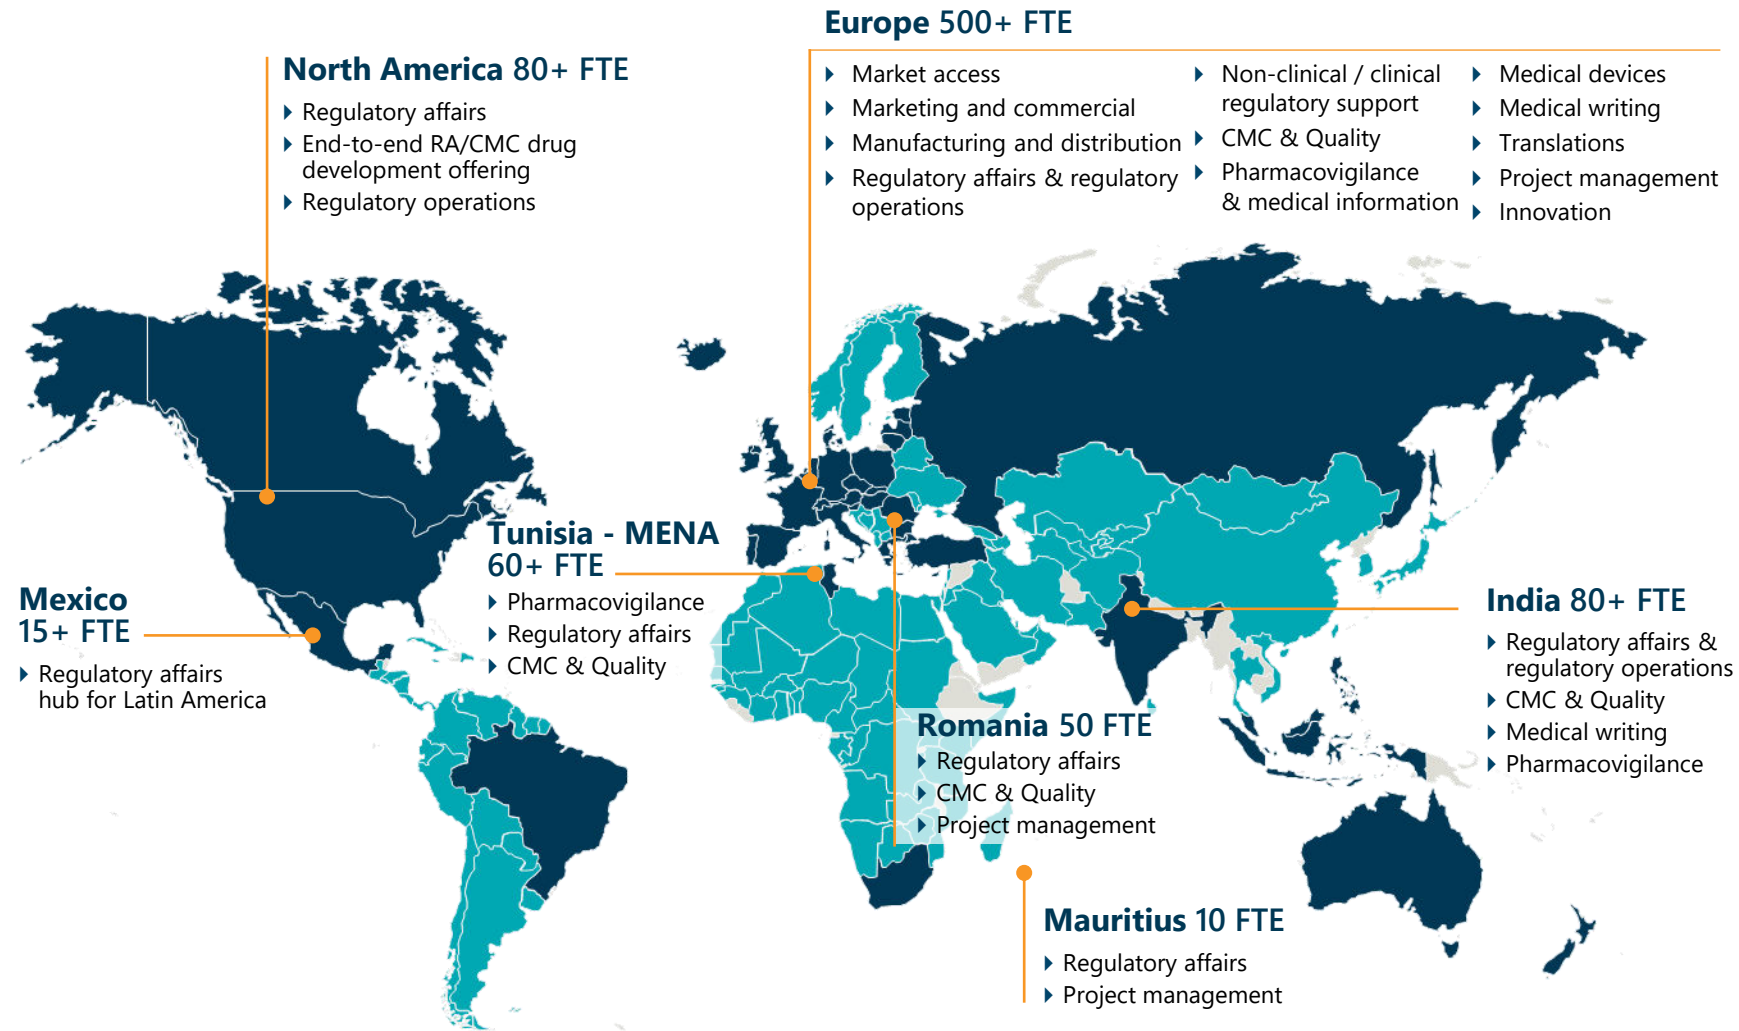 Europe 500+ FTE
Market access
Marketing and commercial
Manufacturing and distribution
Regulatory affairs & regulatory
operations
Non-clinical / clinical
regulatory support
CMC & Quality
Pharmacovigilance
& medical information
Medical devices
Medical writing
Translations
Project management
Innovation
North America 80+ FTE
Regulatory affairs
End-to-end RA/CMC drug
development offering
Regulatory operations
Tunisia - MENA
60+ FTE
Pharmacovigilance
Regulatory affairs
CMC & Quality
Mexico
15+ FTE
Regulatory affairs
hub for Latin America
India 80+ FTE
Regulatory affairs &
regulatory operations
CMC & Quality
Medical writing
Pharmacovigilance
Romania 50 FTE
Regulatory affairs
CMC & Quality
Project management
Mauritius 10 FTE
Regulatory affairs
Project management